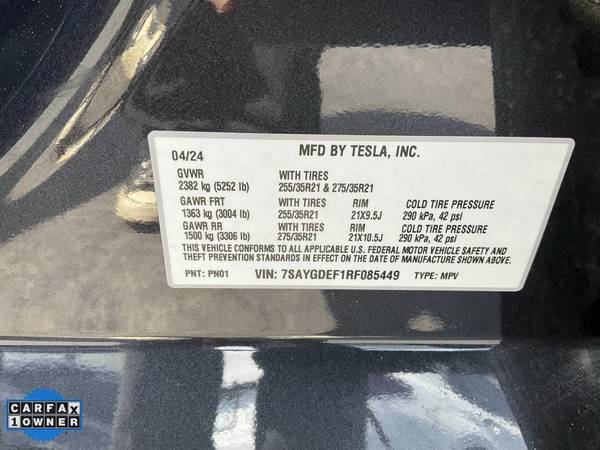 04/24 MFD BY TESLA, INC.
GVWR WITH TIRES
2382 kg (5252 lb) 255/35R21 & 275/35R21
GAWR FRT WITH TIRES RIM COLD TIRE PRESSURE
1363 kg (3004 lb) 255/35R21 21X9.5J 290 kPa, 42 psi
GAWR RR WITH TIRES RIM COLD TIRE PRESSURE
1500 kg (3306 lb) 275/35R21 21X10.5J 290 kPa, 42 psi
THIS VEHICLE CONFORMS TO ALL APPLICABLE U.S. FEDERAL MOTOR VEHICLE SAFETY AND
THEFT PREVENTION STANDARDS IN EFFECT ON THE DATE OF MANUFACTURE SHOWN ABOVE.
PNT: PN01 VIN: 7SAYGDEF1RF085449 TYPE: MPV
CARFAX
1 OWNER